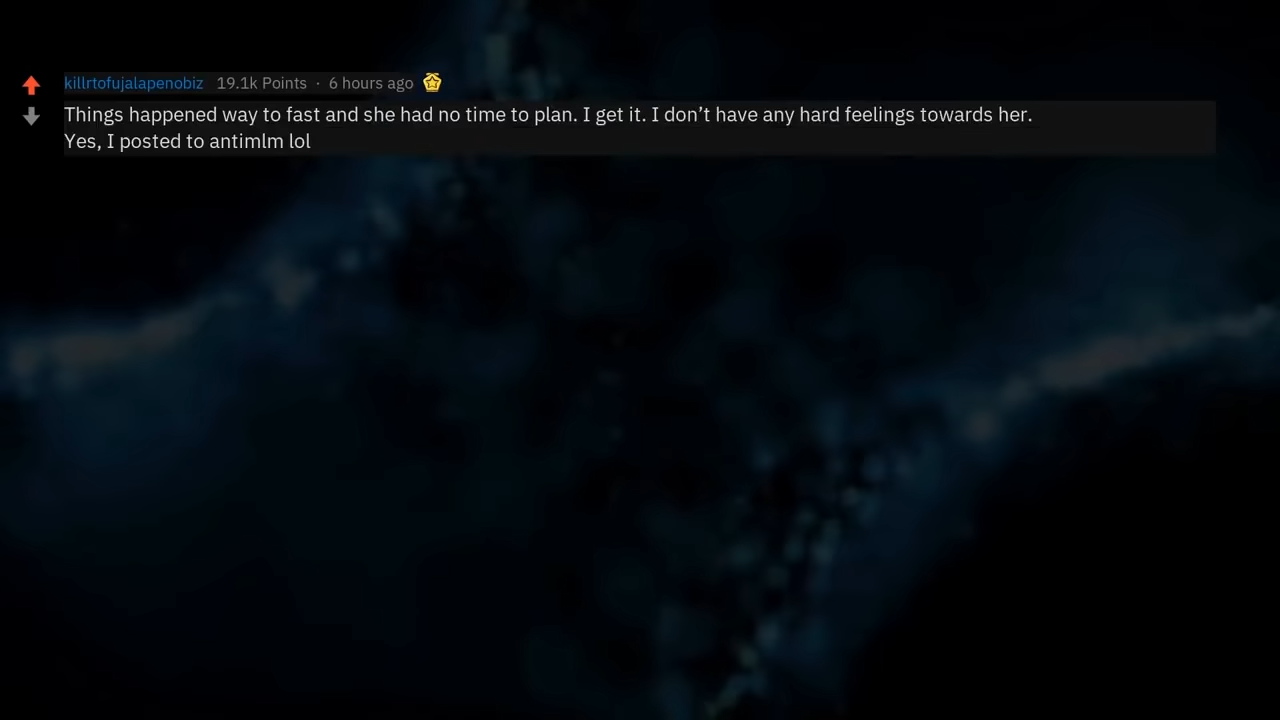 killrtofujalapenobiz 19.1k Points · 6 hours ago
Things happened way to fast and she had no time to plan. I get it. I don’t have any hard feelings towards her.
Yes, I posted to antimlm lol